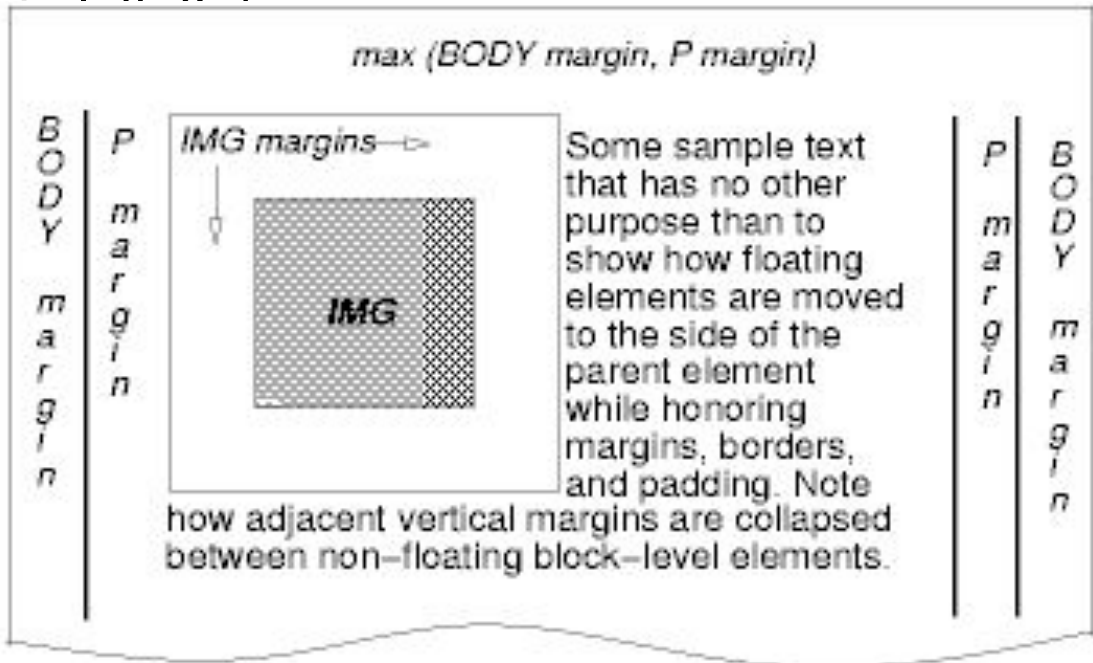 max (BODY margin, P margin)
BODY margin
P margin
IMG margins
IMG
Some sample text
that has no other
purpose than to
show how floating
elements are moved
to the side of the
parent element
while honoring
margins, borders,
and padding. Note
how adjacent vertical margins are collapsed
between non–floating block–level elements.
P margin
BODY margin